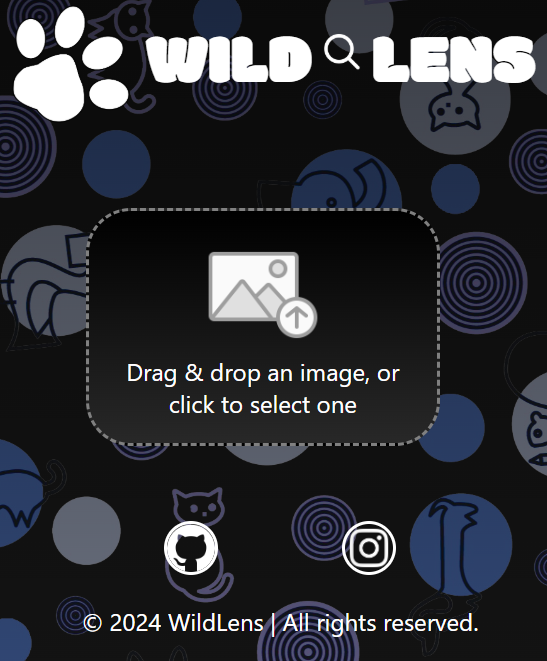 WILD LENS
Drag & drop an image, or
click to select one
© 2024 WildLens | All rights reserved.